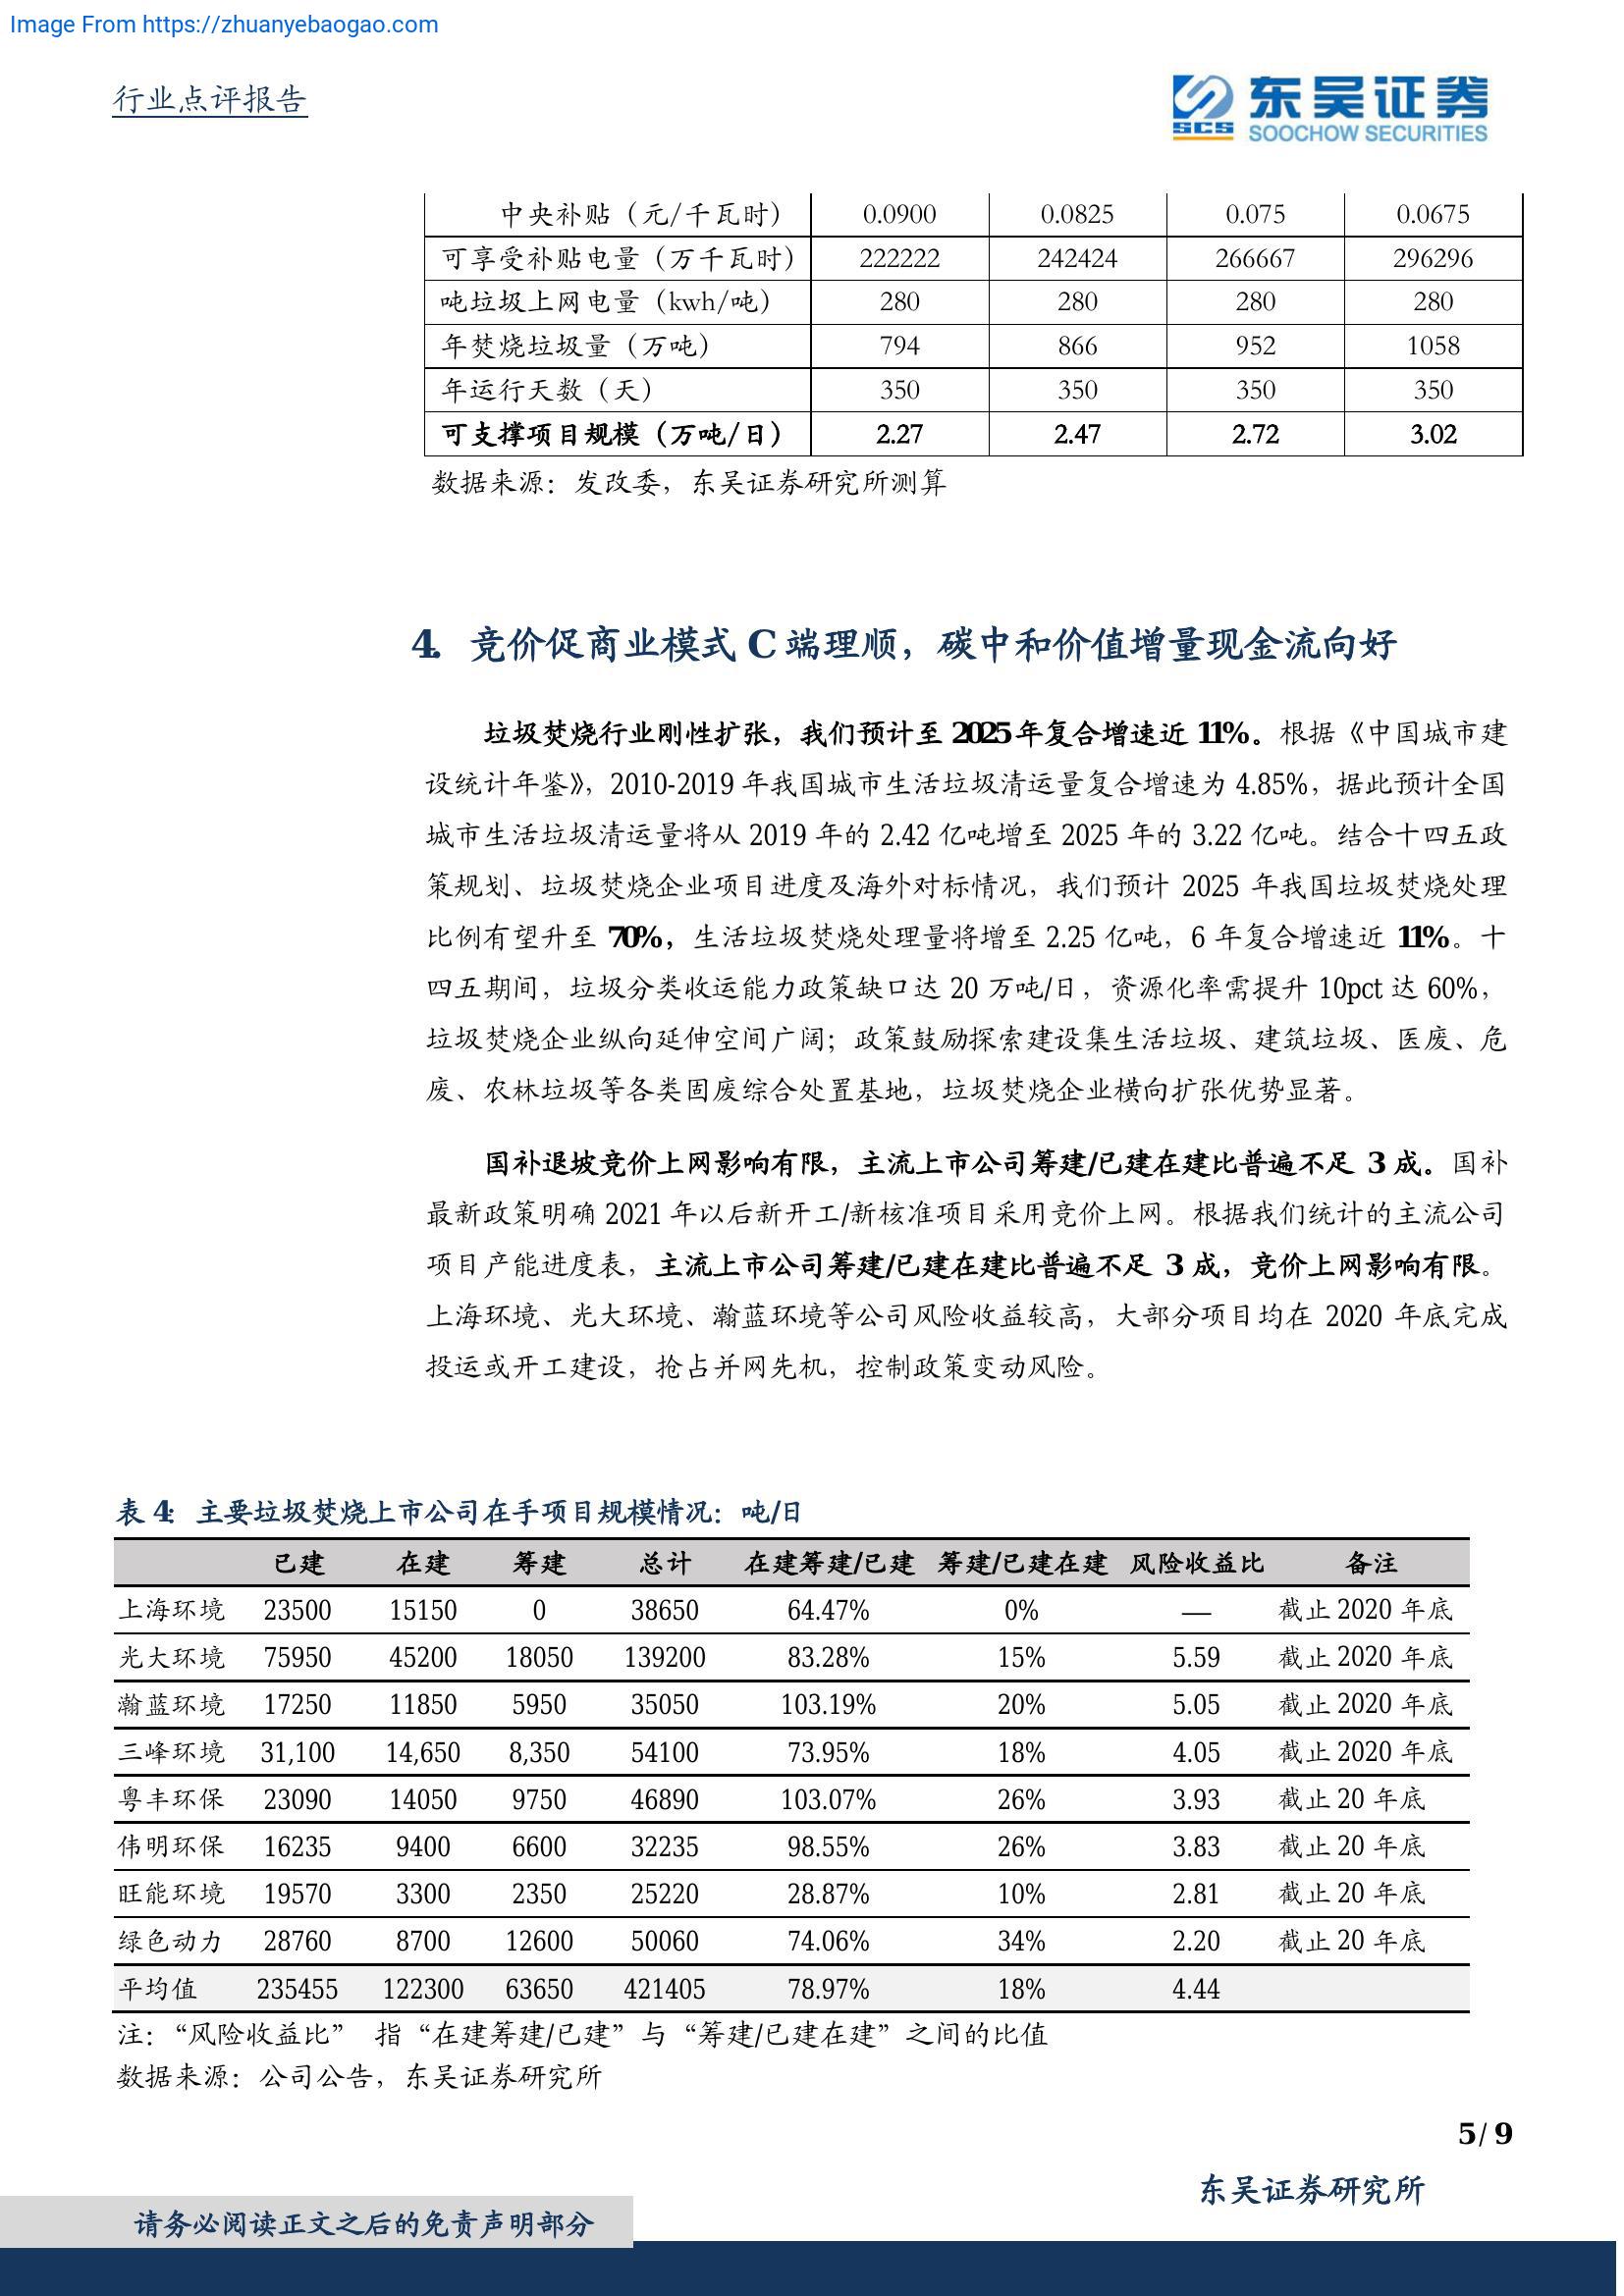 Image From https://zhuanyebaogao.com
行业点评报告
东吴证券
SCS SOOCHOW SECURITIES
中央补贴（元/千瓦时） 0.0900 0.0825 0.075 0.0675
可享受补贴电量（万千瓦时） 222222 242424 266667 296296
吨垃圾上网电量（kwh/吨） 280 280 280 280
年焚烧垃圾量（万吨） 794 866 952 1058
年运行天数（天） 350 350 350 350
可支撑项目规模（万吨/日） 2.27 2.47 2.72 3.02
数据来源：发改委，东吴证券研究所测算
4. 竞价促商业模式 C 端理顺，碳中和价值增量现金流向好
垃圾焚烧行业刚性扩张，我们预计至 2025 年复合增速近 11%。根据《中国城市建
设统计年鉴》，2010-2019 年我国城市生活垃圾清运量复合增速为 4.85%，据此预计全国
城市生活垃圾清运量将从 2019 年的 2.42 亿吨增至 2025 年的 3.22 亿吨。结合十四五政
策规划、垃圾焚烧企业项目进度及海外对标情况，我们预计 2025 年我国垃圾焚烧处理
比例有望升至 70%，生活垃圾焚烧处理量将增至 2.25 亿吨，6 年复合增速近 11%。十
四五期间，垃圾分类收运能力政策缺口达 20 万吨/日，资源化率需提升 10pct 达 60%，
垃圾焚烧企业纵向延伸空间广阔；政策鼓励探索建设集生活垃圾、建筑垃圾、医废、危
废、农林垃圾等各类固废综合处置基地，垃圾焚烧企业横向扩张优势显著。
国补退坡竞价上网影响有限，主流上市公司筹建/已建在建比普遍不足 3 成。国补
最新政策明确 2021 年以后新开工/新核准项目采用竞价上网。根据我们统计的主流公司
项目产能进度表，主流上市公司筹建/已建在建比普遍不足 3 成，竞价上网影响有限。
上海环境、光大环境、瀚蓝环境等公司风险收益较高，大部分项目均在 2020 年底完成
投运或开工建设，抢占并网先机，控制政策变动风险。
表 4：主要垃圾焚烧上市公司在手项目规模情况：吨/日
已建 在建 筹建 总计 在建筹建/已建 筹建/已建在建 风险收益比 备注
上海环境 23500 15150 0 38650 64.47% 0% — 截止 2020 年底
光大环境 75950 45200 18050 139200 83.28% 15% 5.59 截止 2020 年底
瀚蓝环境 17250 11850 5950 35050 103.19% 20% 5.05 截止 2020 年底
三峰环境 31,100 14,650 8,350 54100 73.95% 18% 4.05 截止 2020 年底
粤丰环保 23090 14050 9750 46890 103.07% 26% 3.93 截止 20 年底
伟明环保 16235 9400 6600 32235 98.55% 26% 3.83 截止 20 年底
旺能环境 19570 3300 2350 25220 28.87% 10% 2.81 截止 20 年底
绿色动力 28760 8700 12600 50060 74.06% 34% 2.20 截止 20 年底
平均值 235455 122300 63650 421405 78.97% 18% 4.44
注：“风险收益比” 指“在建筹建/已建”与“筹建/已建在建”之间的比值
数据来源：公司公告，东吴证券研究所
5 / 9
东吴证券研究所
请务必阅读正文之后的免责声明部分